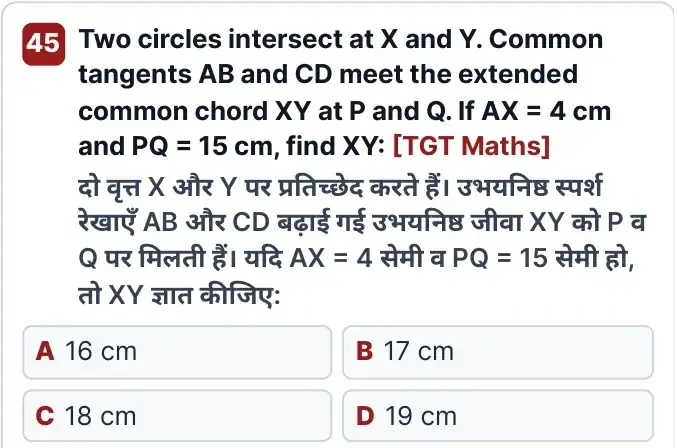 45 Two circles intersect at X and Y. Common
tangents AB and CD meet the extended
common chord XY at P and Q. If AX = 4 cm
and PQ = 15 cm, find XY: [TGT Maths]
दो वृत्त X और Y पर प्रतिच्छेद करते हैं। उभयनिष्ठ स्पर्श
रेखाएँ AB और CD बढ़ाई गई उभयनिष्ठ जीवा XY को P व
Q पर मिलती हैं। यदि AX = 4 सेमी व PQ = 15 सेमी हो,
तो XY ज्ञात कीजिए:
A 16 cm
B 17 cm
C 18 cm
D 19 cm